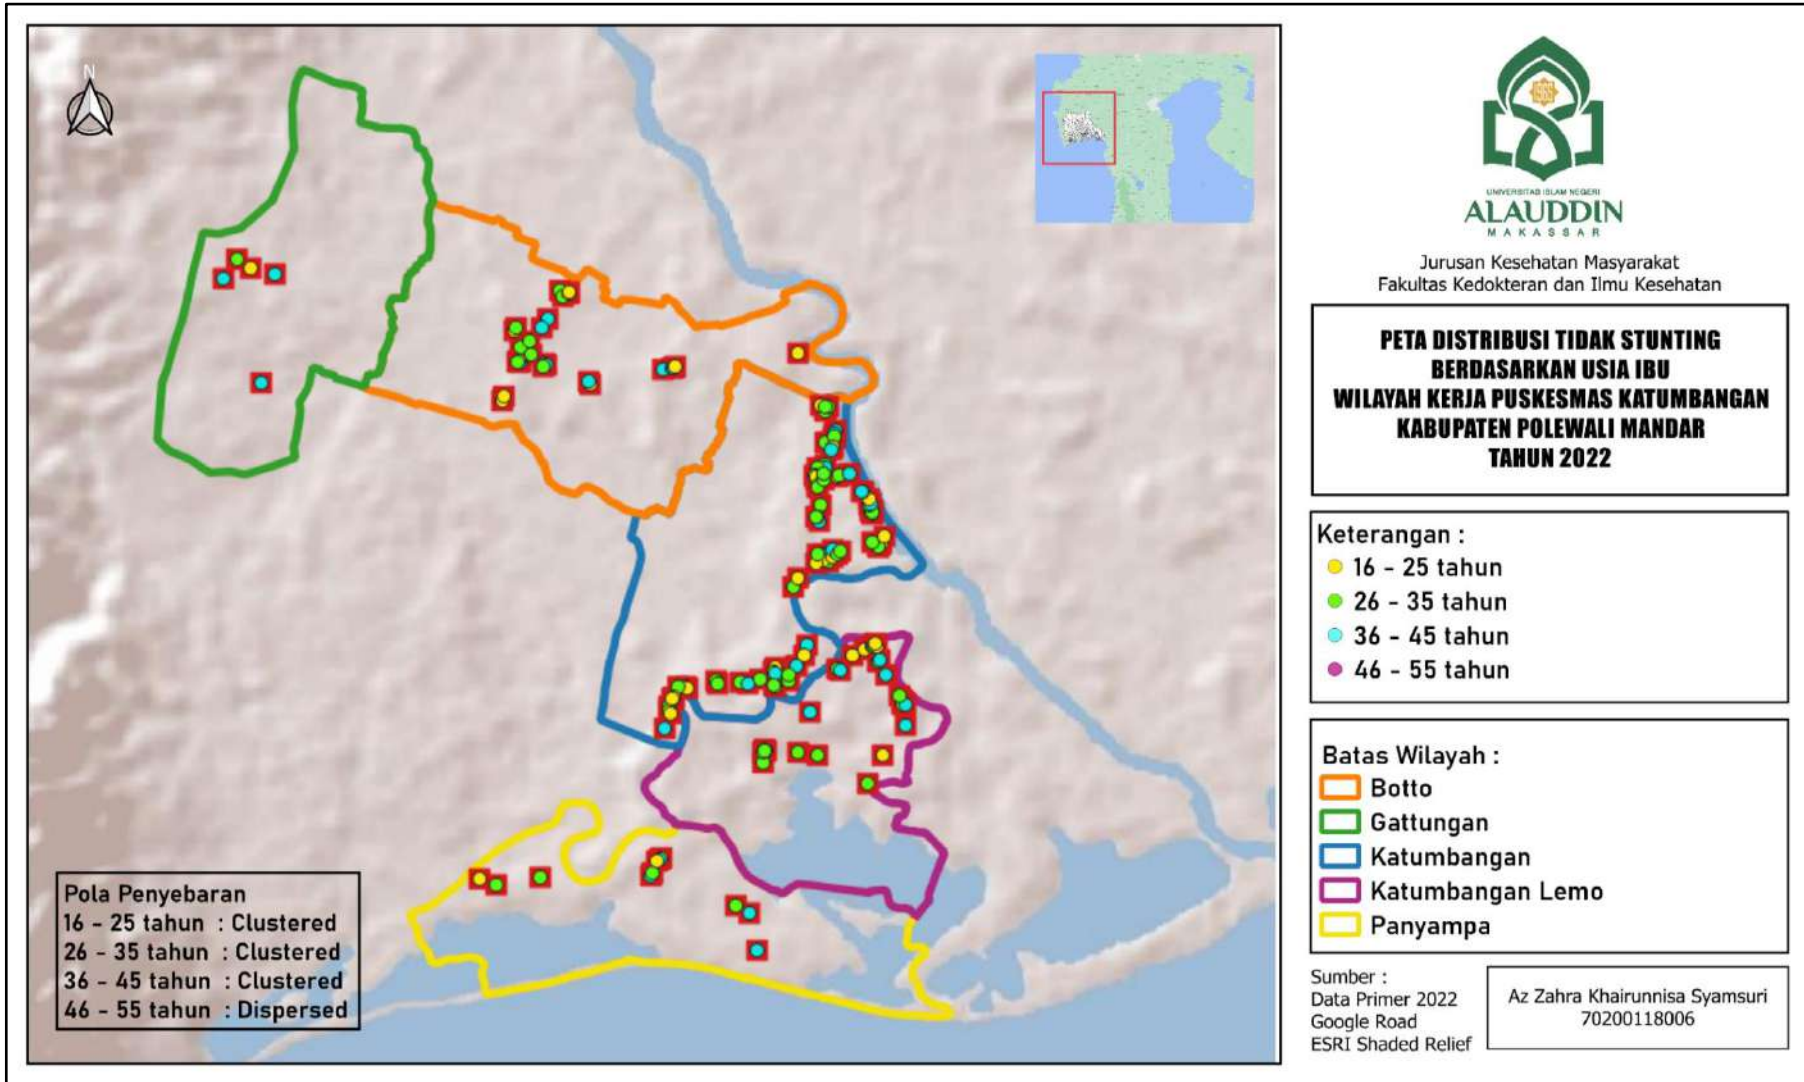 N
1965
UNIVERSITAS ISLAM NEGERI
ALAUDDIN
MAKASSAR
Jurusan Kesehatan Masyarakat
Fakultas Kedokteran dan Ilmu Kesehatan
PETA DISTRIBUSI TIDAK STUNTING
BERDASARKAN USIA IBU
WILAYAH KERJA PUSKESMAS KATUMBANGAN
KABUPATEN POLEWALI MANDAR
TAHUN 2022
Keterangan :
16 - 25 tahun
26 - 35 tahun
36 - 45 tahun
46 - 55 tahun
Batas Wilayah :
Botto
Gattungan
Katumbangan
Katumbangan Lemo
Panyampa
Pola Penyebaran
16 - 25 tahun : Clustered
26 - 35 tahun : Clustered
36 - 45 tahun : Clustered
46 - 55 tahun : Dispersed
Sumber :
Data Primer 2022
Google Road
ESRI Shaded Relief
Az Zahra Khairunnisa Syamsuri
70200118006